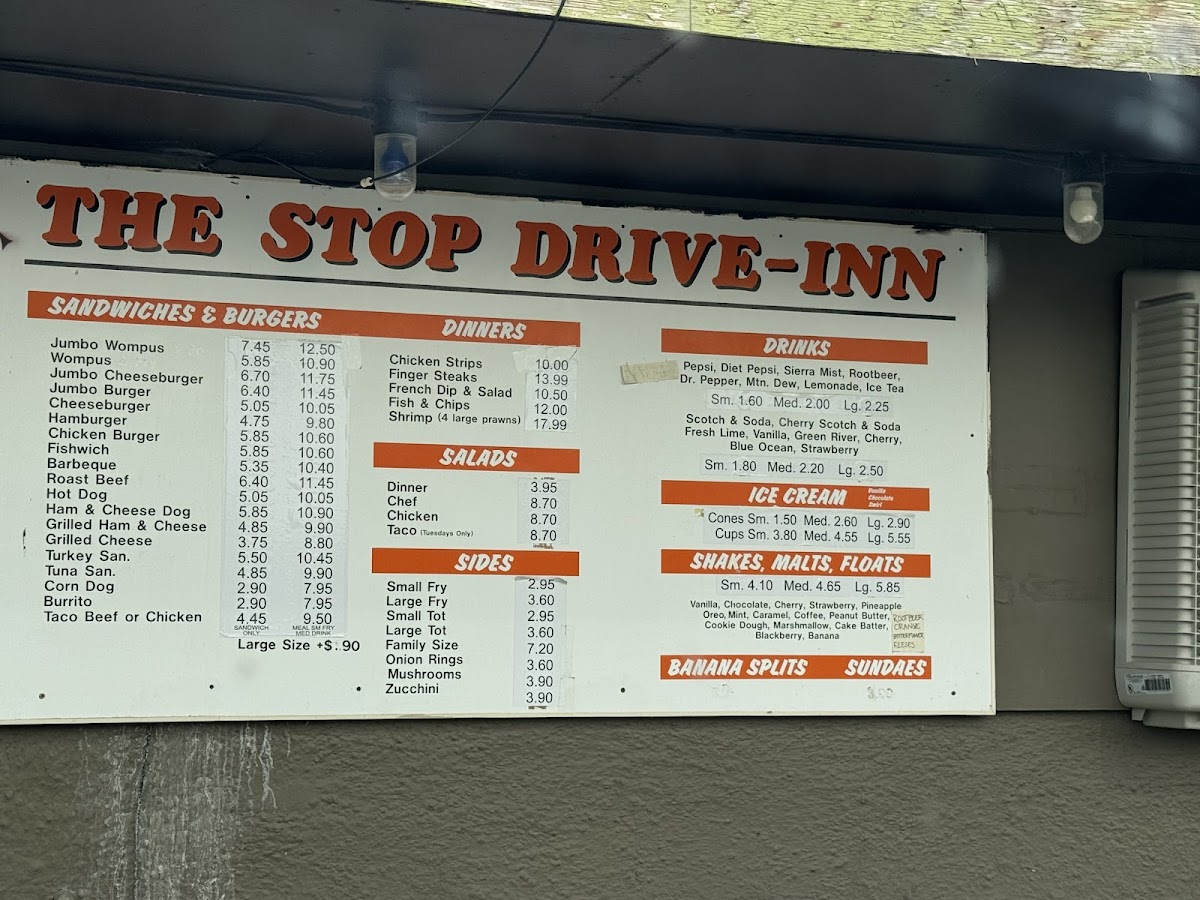 THE STOP DRIVE-INN
SANDWICHES & BURGERS
Jumbo Wompus 7.45 12.50
Wompus 5.85 10.90
Jumbo Cheeseburger 6.70 11.75
Jumbo Burger 6.40 11.45
Cheeseburger 5.05 10.05
Hamburger 4.75 9.80
Chicken Burger 5.85 10.60
Fishwich 5.85 10.60
Barbeque 5.35 10.40
Roast Beef 6.40 11.45
Hot Dog 5.05 10.05
Ham & Cheese Dog 5.85 10.90
Grilled Ham & Cheese 4.85 9.90
Grilled Cheese 3.75 8.80
Turkey San. 5.50 10.45
Tuna San. 4.85 9.90
Corn Dog 2.90 7.95
Burrito 2.90 7.95
Taco Beef or Chicken 4.45 9.50
SANDWICH ONLY MEAL SM FRY MED DRINK
Large Size +$.90
DINNERS
Chicken Strips 10.00
Finger Steaks 13.99
French Dip & Salad 10.50
Fish & Chips 12.00
Shrimp (4 large prawns) 17.99
SALADS
Dinner 3.95
Chef 8.70
Chicken 8.70
Taco (Tuesdays Only) 8.70
SIDES
Small Fry 2.95
Large Fry 3.60
Small Tot 2.95
Large Tot 3.60
Family Size 7.20
Onion Rings 3.60
Mushrooms 3.90
Zucchini 3.90
DRINKS
Pepsi, Diet Pepsi, Sierra Mist, Rootbeer,
Dr. Pepper, Mtn. Dew, Lemonade, Ice Tea
Sm. 1.60 Med. 2.00 Lg. 2.25
Scotch & Soda, Cherry Scotch & Soda
Fresh Lime, Vanilla, Green River, Cherry,
Blue Ocean, Strawberry
Sm. 1.80 Med. 2.20 Lg. 2.50
ICE CREAM Vanilla
Chocolate
Swirl
Cones Sm. 1.50 Med. 2.60 Lg. 2.90
Cups Sm. 3.80 Med. 4.55 Lg. 5.55
SHAKES, MALTS, FLOATS
Sm. 4.10 Med. 4.65 Lg. 5.85
Vanilla, Chocolate, Cherry, Strawberry, Pineapple
Oreo, Mint, Caramel, Coffee, Peanut Butter,
Cookie Dough, Marshmallow, Cake Batter,
Blackberry, Banana
ROOTBEER
ORANGE
BUTTERFINGER
REESES
BANANA SPLITS SUNDAES